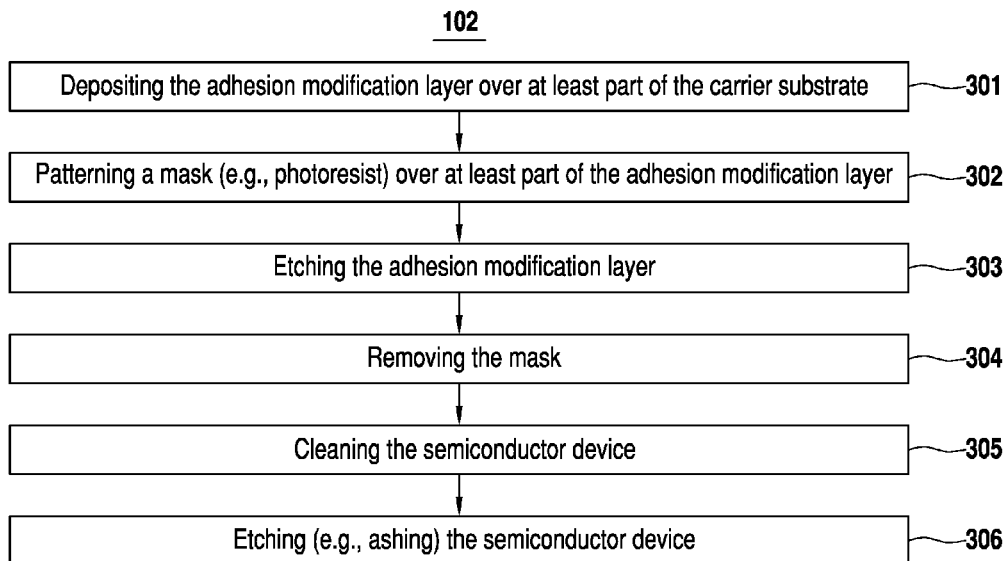 102
Depositing the adhesion modification layer over at least part of the carrier substrate 301
Patterning a mask (e.g., photoresist) over at least part of the adhesion modification layer 302
Etching the adhesion modification layer 303
Removing the mask 304
Cleaning the semiconductor device 305
Etching (e.g., ashing) the semiconductor device 306